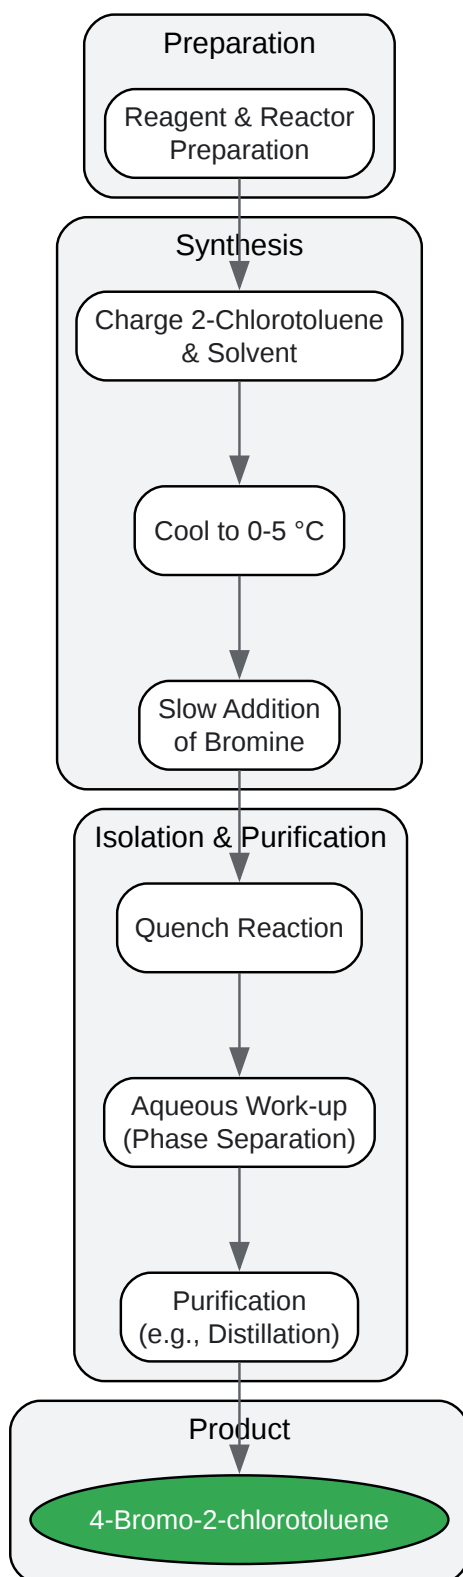 Preparation
Reagent & Reactor
Preparation
Synthesis
Charge 2-Chlorotoluene
& Solvent
Cool to 0-5 °C
Slow Addition
of Bromine
Isolation & Purification
Quench Reaction
Aqueous Work-up
(Phase Separation)
Purification
(e.g., Distillation)
Product
4-Bromo-2-chlorotoluene